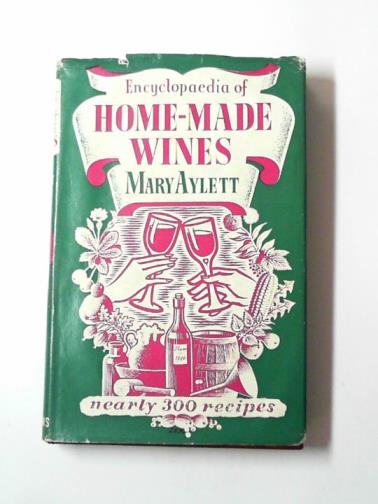 Encyclopaedia of
HOME-MADE
WINES
MARY AYLETT
nearly 300 recipes